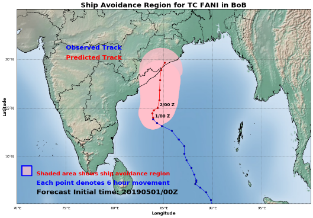 Ship Avoidance Region for TC FANI in BoB
Observed Track
Predicted Track
2/00 Z
1/00 Z
Latitude
Latitude
Shaded area shows ship avoidance region
Each point denotes 6 hour movement
Forecast Initial time: 20190501/00Z
Longitude